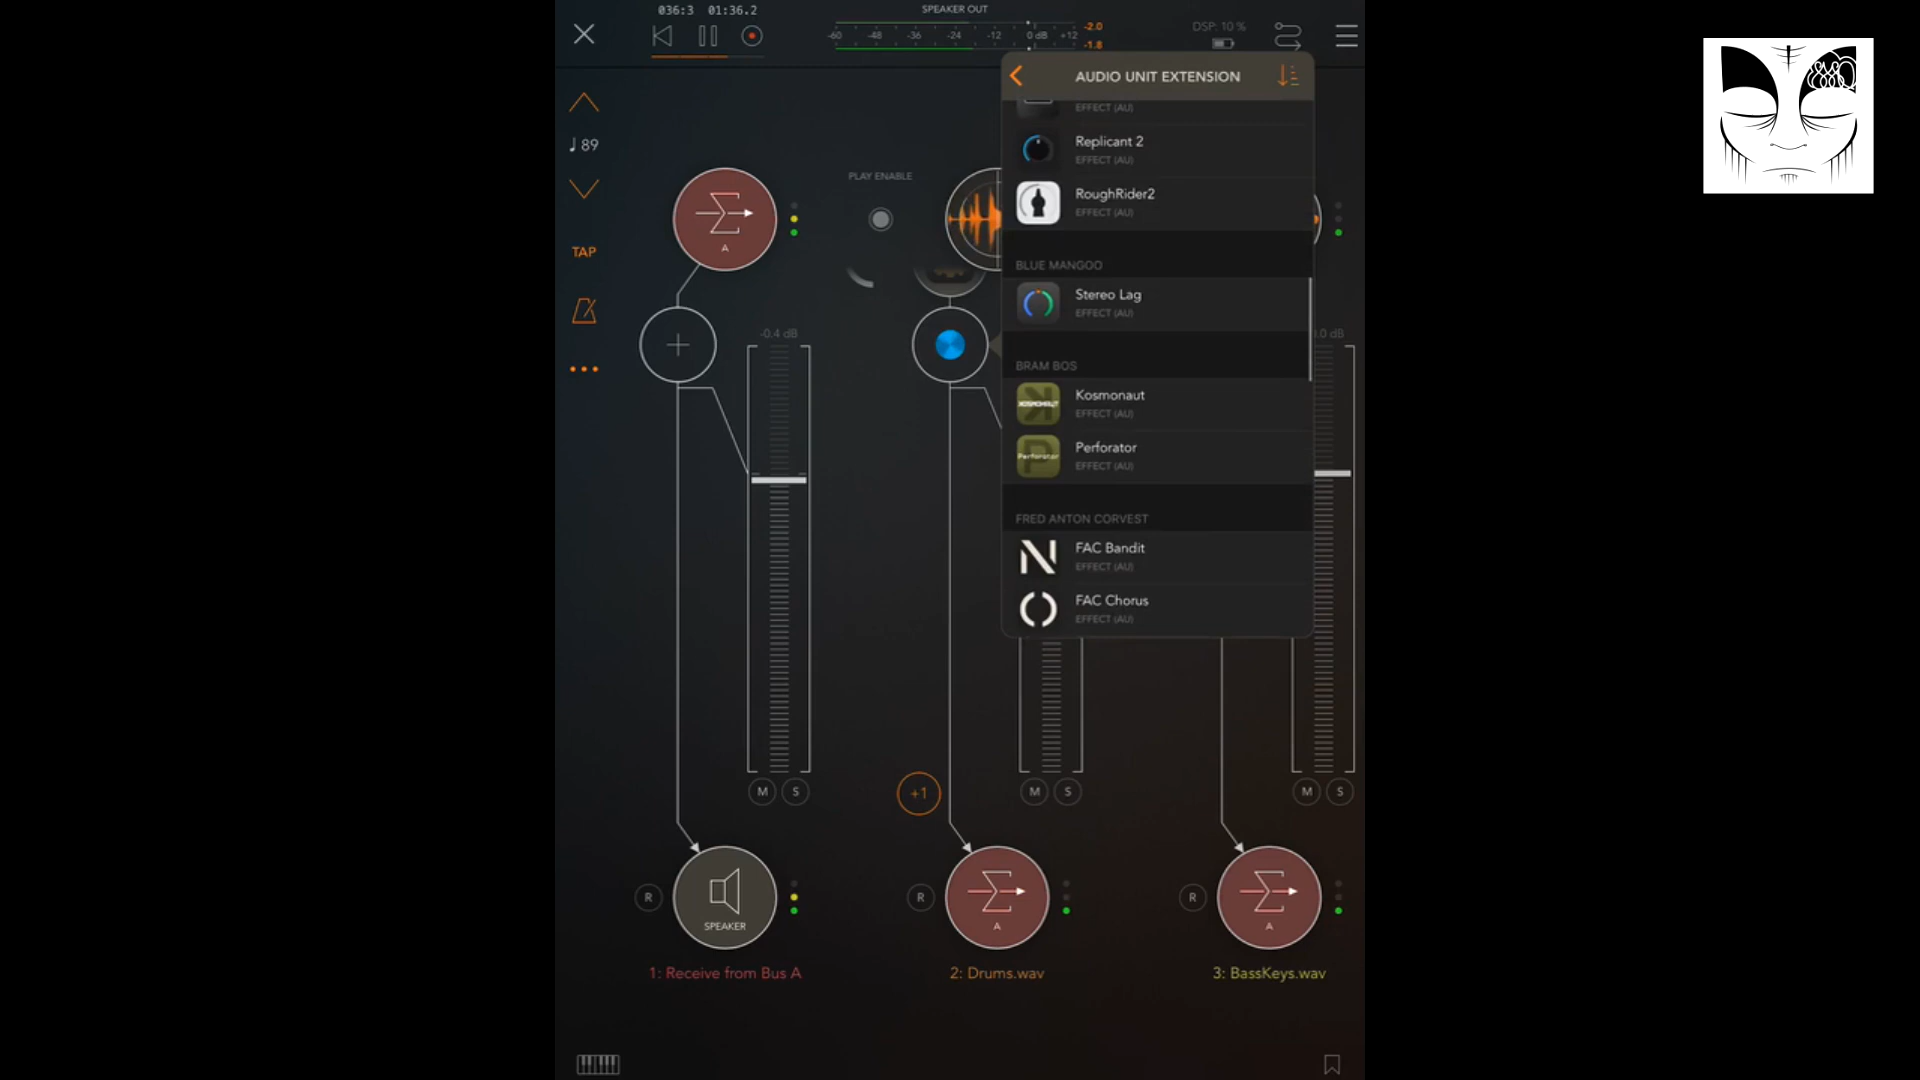 036:3 01:36.2
SPEAKER OUT
-60 -48 -36 -24 -12 0 dB +12
-2.0
-1.8
DSP: 10 %
AUDIO UNIT EXTENSION
EFFECT (AU)
Replicant 2
EFFECT (AU)
RoughRider2
EFFECT (AU)
BLUE MANGOO
Stereo Lag
EFFECT (AU)
BRAM BOS
KOSMONAUT
Kosmonaut
EFFECT (AU)
Perforator
Perforator
EFFECT (AU)
FRED ANTON CORVEST
FAC Bandit
EFFECT (AU)
FAC Chorus
EFFECT (AU)
89
TAP
A
PLAY ENABLE
-0.4 dB
.0 dB
M S
+1
M S
M S
R
SPEAKER
R
A
R
A
1: Receive from Bus A
2: Drums.wav
3: BassKeys.wav